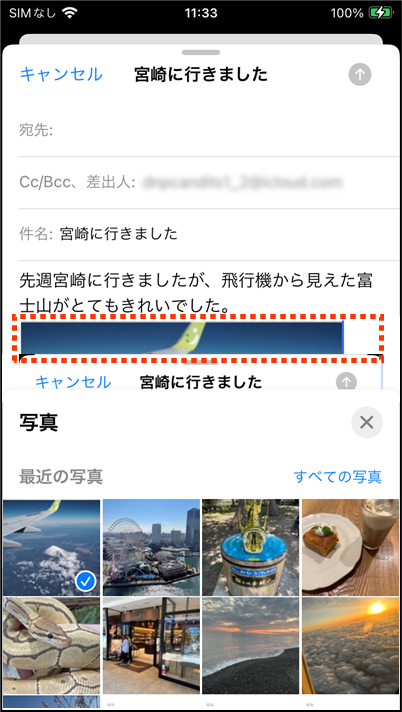 SIMなし 11:33 100%
キャンセル 宮崎に行きました
宛先:
Cc/Bcc、差出人:
件名: 宮崎に行きました
先週宮崎に行きましたが、飛行機から見えた富
士山がとてもきれいでした。
キャンセル 宮崎に行きました
写真
最近の写真 すべての写真